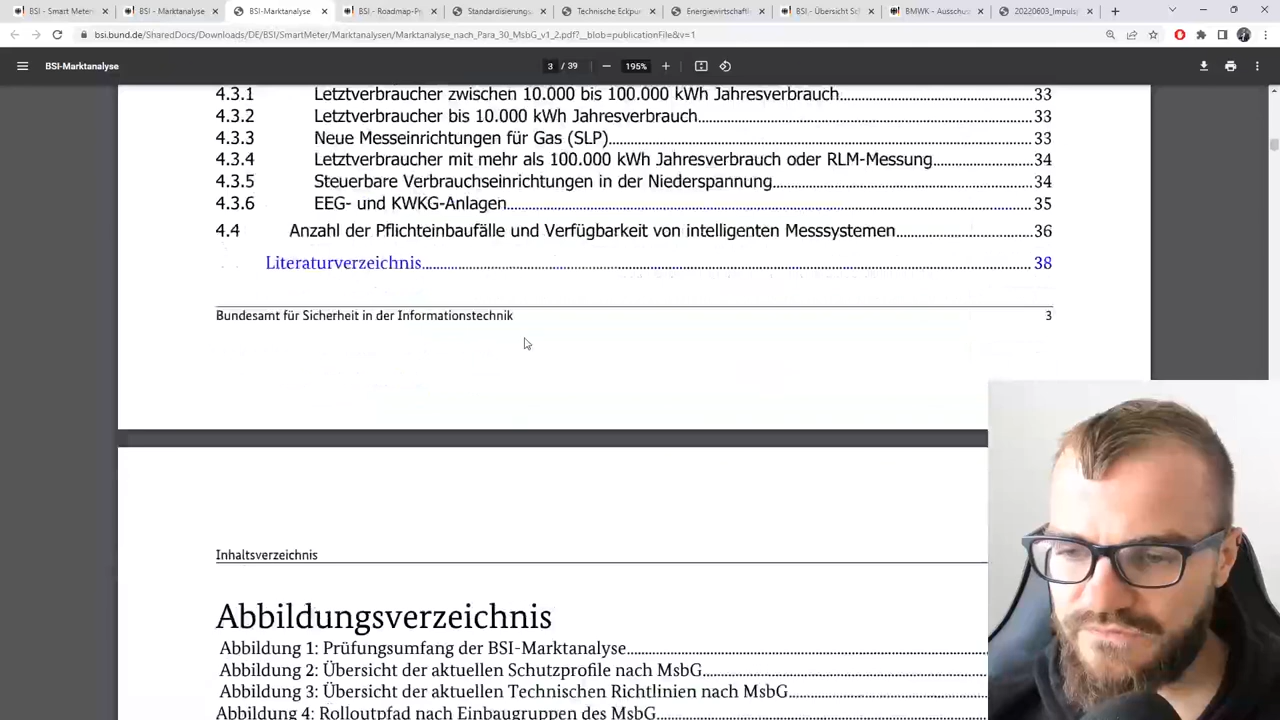 BSI - Smart Meter
BSI - Marktanalyse
BSI-Marktanalyse
BSI - Roadmap-P
Standardisierungs
Technische Eckpu
Energiewirtschaftl
BSI - Übersicht Sc
BMWK - Ausschus
20220603_Impuls
bsi.bund.de/SharedDocs/Downloads/DE/BSI/SmartMeter/Marktanalysen/Marktanalyse_nach_Para_30_MsbG_v1_2.pdf?__blob=publicationFile&v=1
BSI-Marktanalyse
3 / 39
195%
4.3.1 Letztverbraucher zwischen 10.000 bis 100.000 kWh Jahresverbrauch 33
4.3.2 Letztverbraucher bis 10.000 kWh Jahresverbrauch 33
4.3.3 Neue Messeinrichtungen für Gas (SLP) 33
4.3.4 Letztverbraucher mit mehr als 100.000 kWh Jahresverbrauch oder RLM-Messung 34
4.3.5 Steuerbare Verbrauchseinrichtungen in der Niederspannung 34
4.3.6 EEG- und KWKG-Anlagen 35
4.4 Anzahl der Pflichteinbaufälle und Verfügbarkeit von intelligenten Messsystemen 36
Literaturverzeichnis 38
Bundesamt für Sicherheit in der Informationstechnik 3
Inhaltsverzeichnis
Abbildungsverzeichnis
Abbildung 1: Prüfungsumfang der BSI-Marktanalyse
Abbildung 2: Übersicht der aktuellen Schutzprofile nach MsbG
Abbildung 3: Übersicht der aktuellen Technischen Richtlinien nach MsbG
Abbildung 4: Rolloutpfad nach Einbaugruppen des MsbG